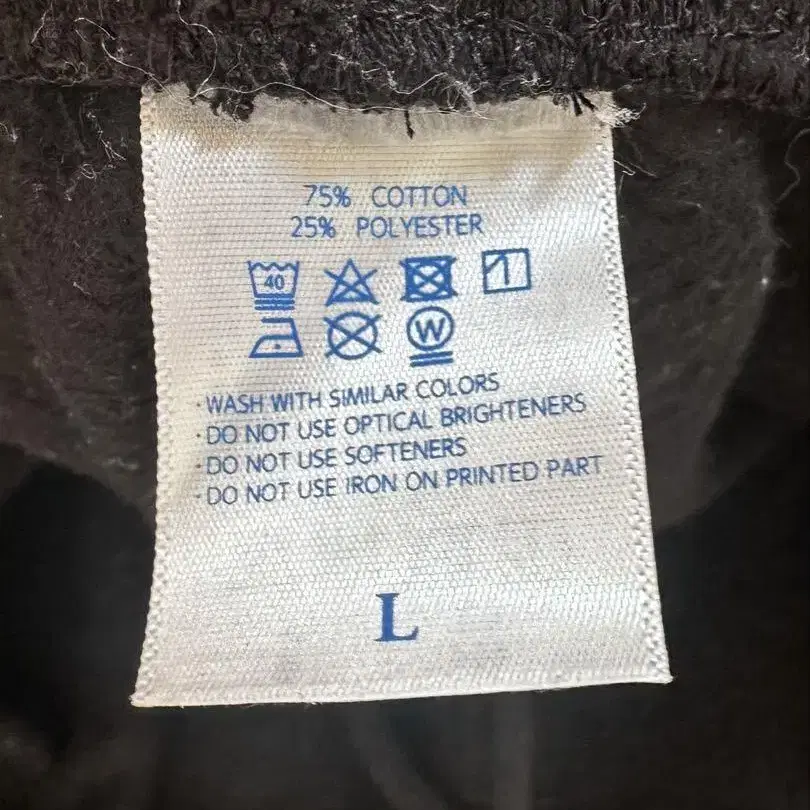 75% COTTON
25% POLYESTER
40
W
·WASH WITH SIMILAR COLORS
·DO NOT USE OPTICAL BRIGHTENERS
·DO NOT USE SOFTENERS
·DO NOT USE IRON ON PRINTED PART
L